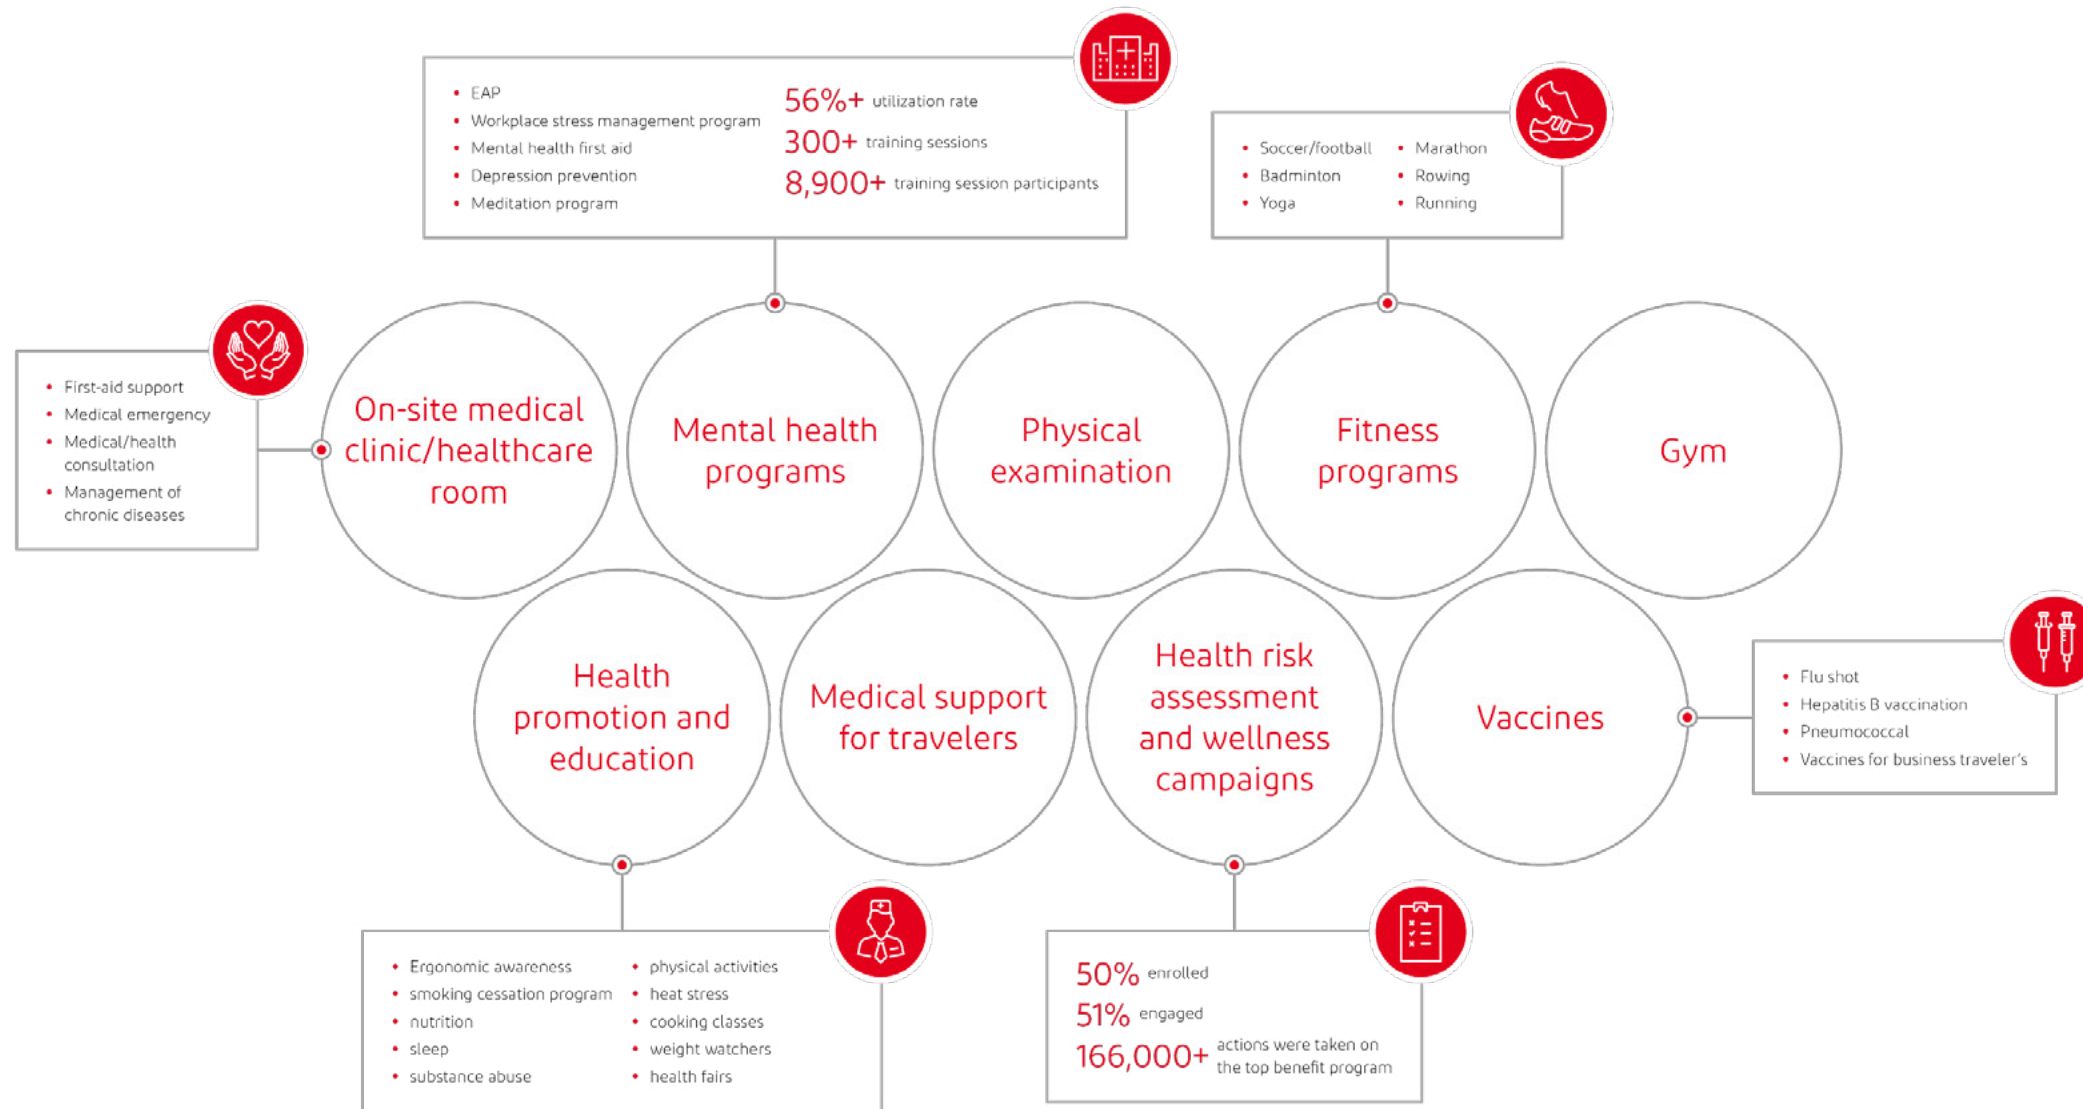 • EAP
• Workplace stress management program
• Mental health first aid
• Depression prevention
• Meditation program
56%+ utilization rate
300+ training sessions
8,900+ training session participants
• Soccer/football
• Badminton
• Yoga
• Marathon
• Rowing
• Running
• First-aid support
• Medical emergency
• Medical/health
consultation
• Management of
chronic diseases
On-site medical
clinic/healthcare
room
Mental health
programs
Physical
examination
Fitness
programs
Gym
Health
promotion and
education
Medical support
for travelers
Health risk
assessment
and wellness
campaigns
Vaccines
• Flu shot
• Hepatitis B vaccination
• Pneumococcal
• Vaccines for business traveler's
• Ergonomic awareness
• smoking cessation program
• nutrition
• sleep
• substance abuse
• physical activities
• heat stress
• cooking classes
• weight watchers
• health fairs
50% enrolled
51% engaged
166,000+ actions were taken on
the top benefit program